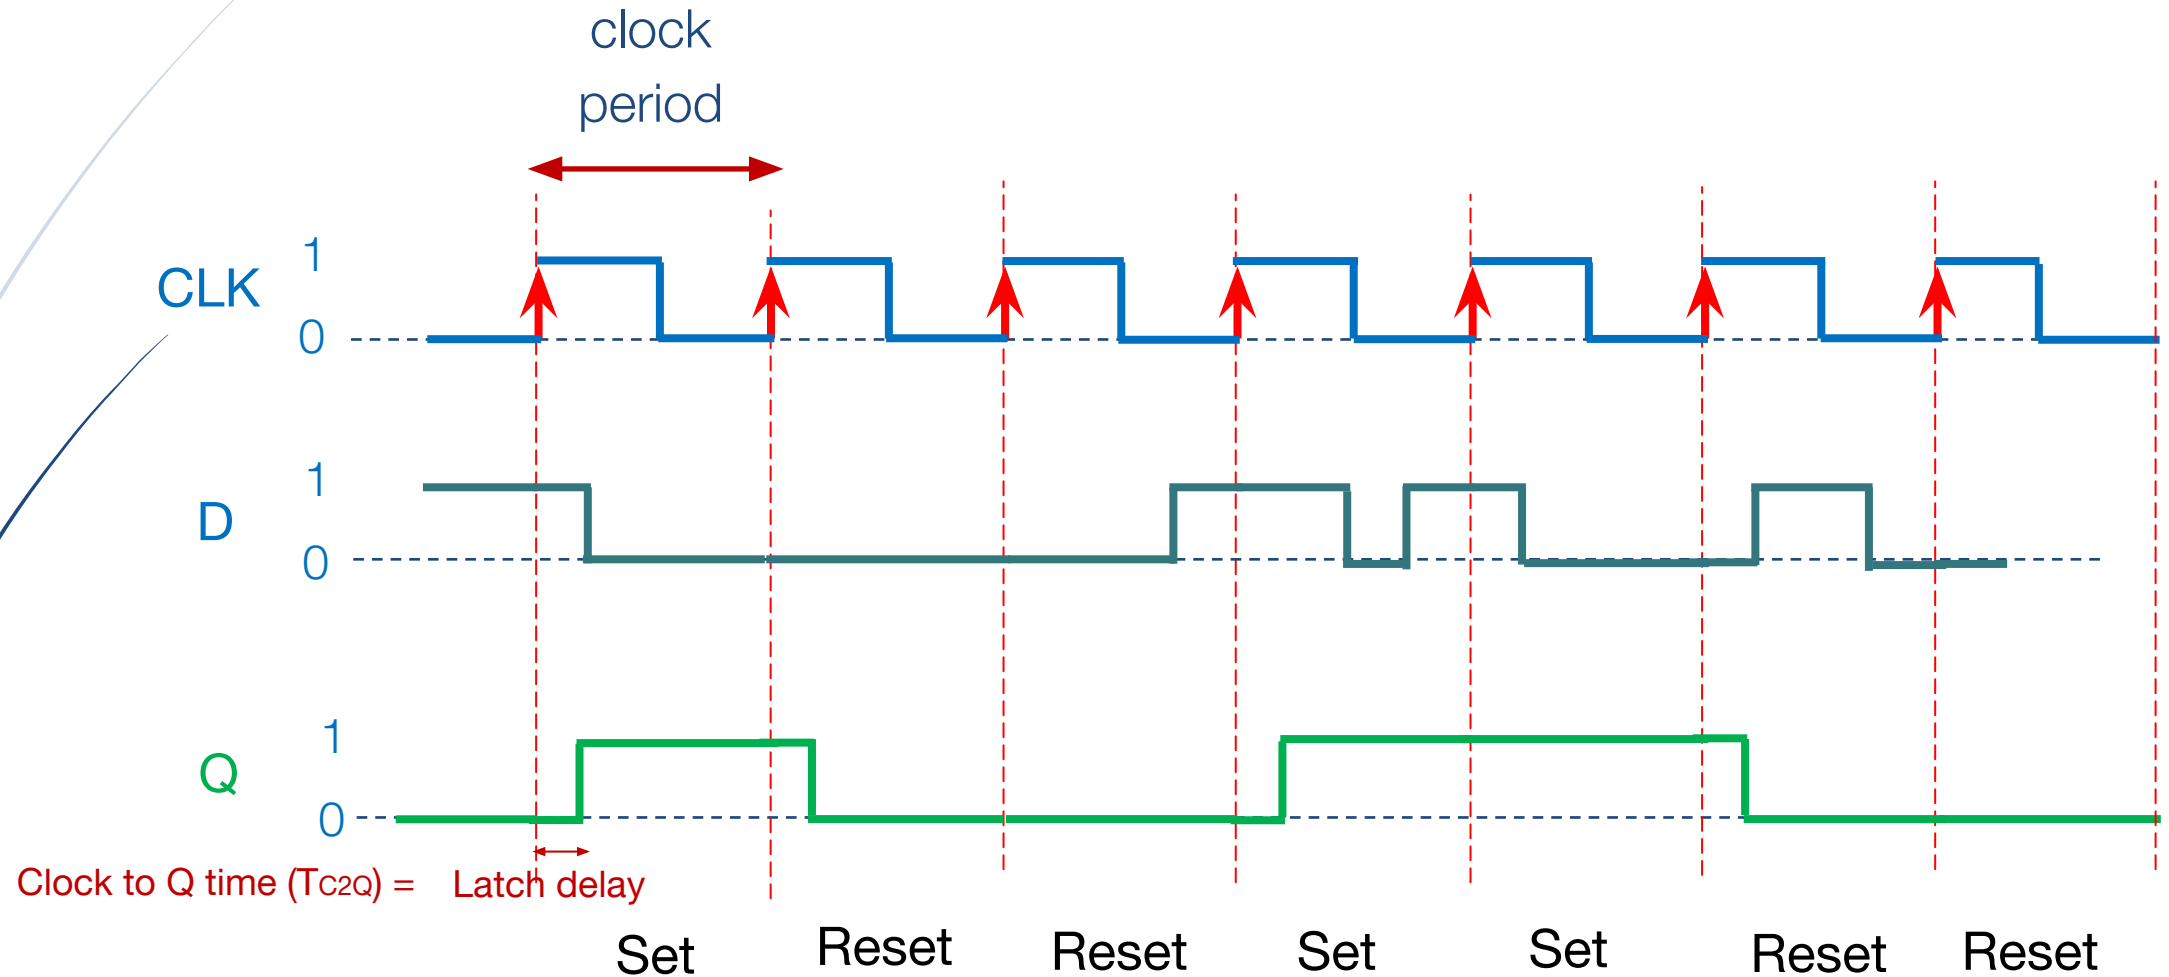 clock
period
1
CLK
0
1
D
0
1
Q
0
Clock to Q time (TC2Q) = Latch delay
Set Reset Reset Set Set Reset Reset